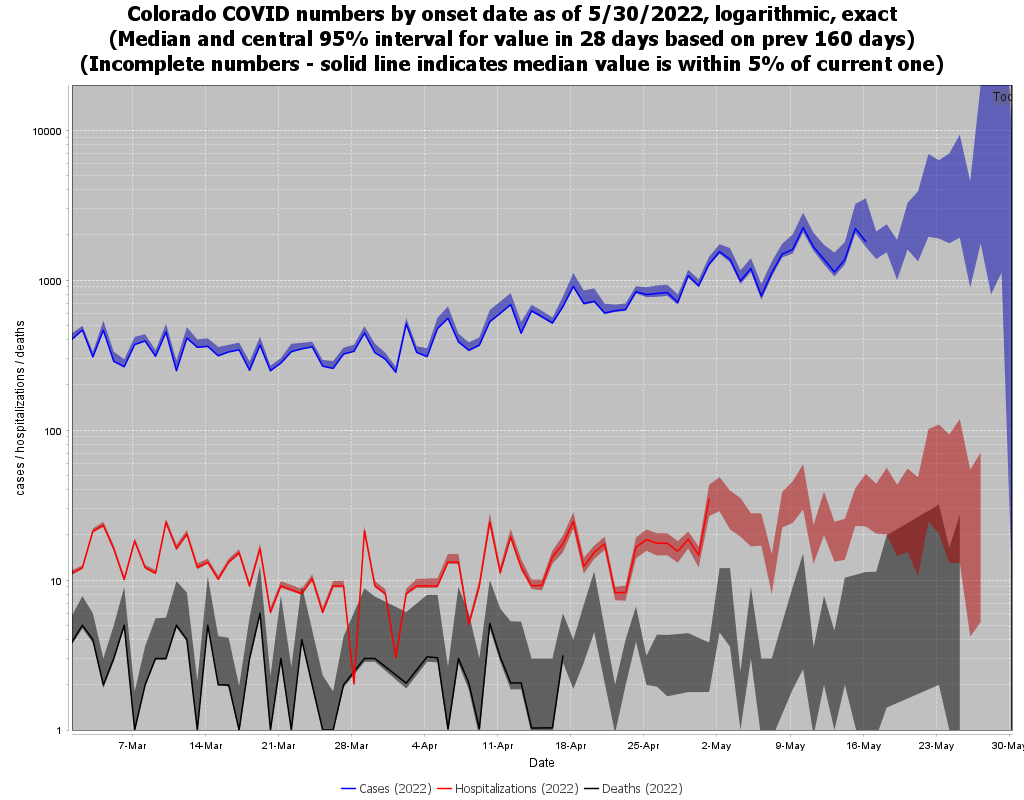 Colorado COVID numbers by onset date as of 5/30/2022, logarithmic, exact
(Median and central 95% interval for value in 28 days based on prev 160 days)
(Incomplete numbers - solid line indicates median value is within 5% of current one)
Toc
10000
1000
100
10
1
cases / hospitalizations / deaths
7-Mar 14-Mar 21-Mar 28-Mar 4-Apr 11-Apr 18-Apr 25-Apr 2-May 9-May 16-May 23-May 30-May
Date
Cases (2022) Hospitalizations (2022) Deaths (2022)